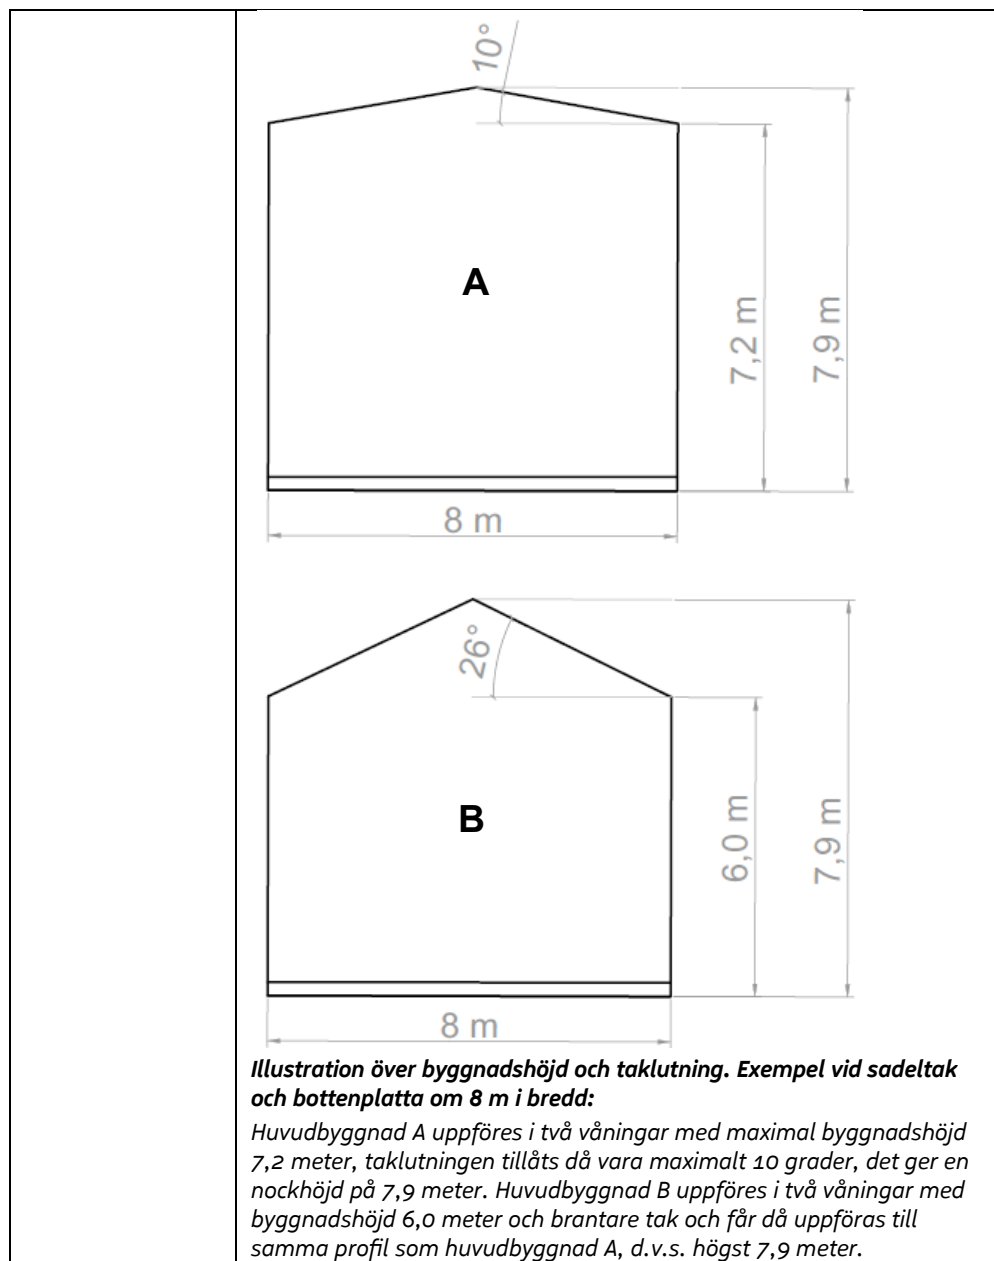 10°
A
7,2 m
7,9 m
8 m
26°
B
6,0 m
7,9 m
8 m
Illustration över byggnadshöjd och taklutning. Exempel vid sadeltak
och bottenplatta om 8 m i bredd:
Huvudbyggnad A uppföres i två våningar med maximal byggnadshöjd
7,2 meter, taklutningen tillåts då vara maximalt 10 grader, det ger en
nockhöjd på 7,9 meter. Huvudbyggnad B uppföres i två våningar med
byggnadshöjd 6,0 meter och brantare tak och får då uppföras till
samma profil som huvudbyggnad A, d.v.s. högst 7,9 meter.